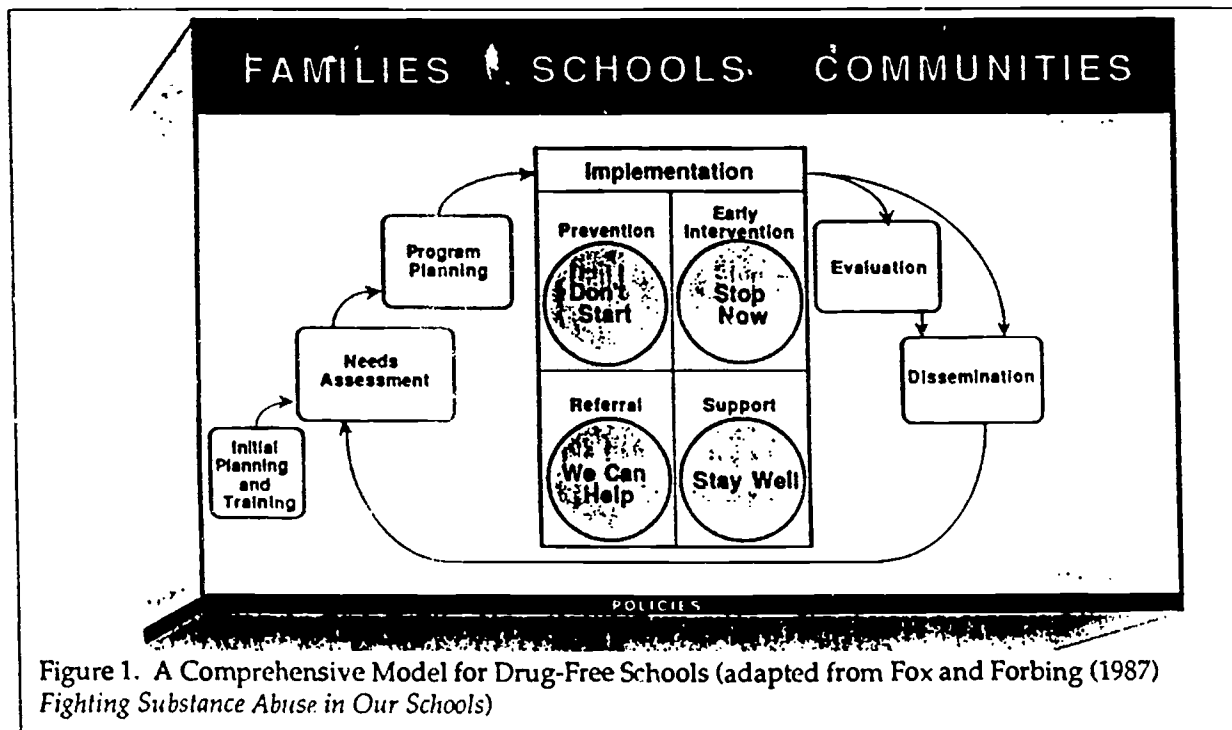 FAMILIES SCHOOLS COMMUNITIES
Implementation
Prevention
Don't
Start
Early
Intervention
Stop
Now
Referral
We Can
Help
Support
Stay Well
Program
Planning
Needs
Assessment
Initial
Planning
and
Training
Evaluation
Dissemination
POLICIES
Figure 1. A Comprehensive Model for Drug-Free Schools (adapted from Fox and Forbing (1987)
Fighting Substance Abuse in Our Schools)